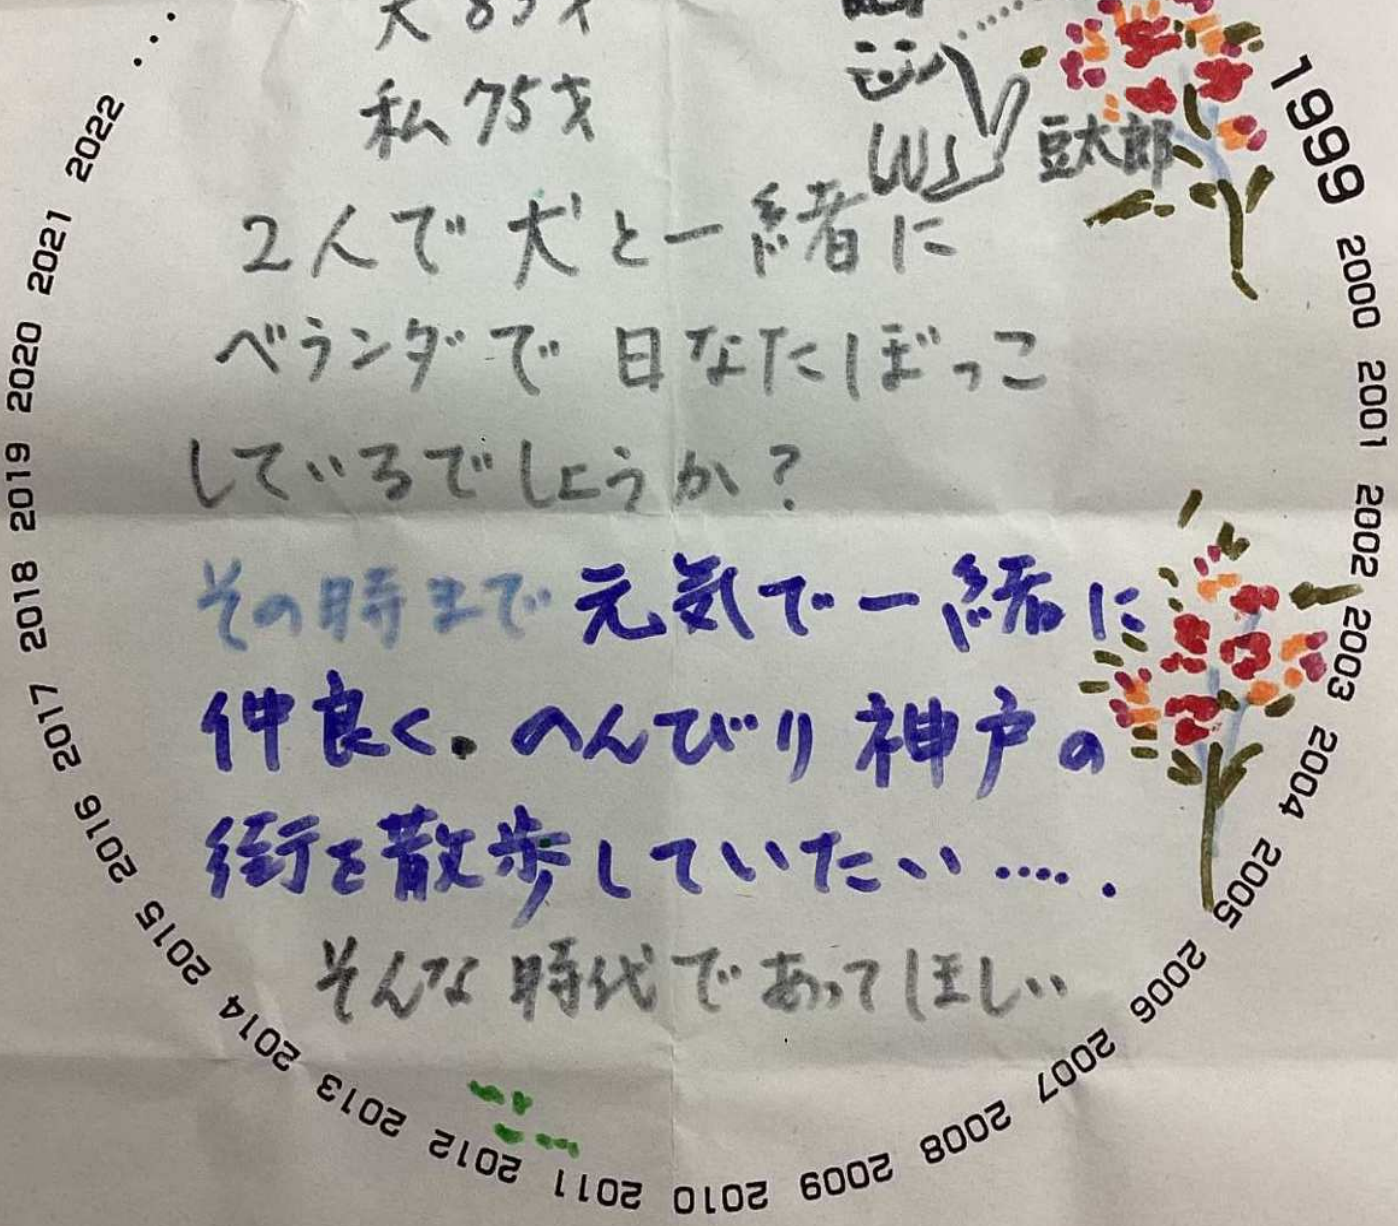 私 75才
豆太郎
2人で 犬と一緒に
ベランダで 日なたぼっこ
しているでしょうか?
その時まで 元気で一緒に
仲良く. のんびり 神戸の
街を散歩していたい‥‥.
そんな 時代で あってほしい
1999 2000 2001 2002 2003 2004 2005 2006 2007 2008 2009 2010 2011 2012 2013 2014 2015 2016 2017 2018 2019 2020 2021 2022 ...